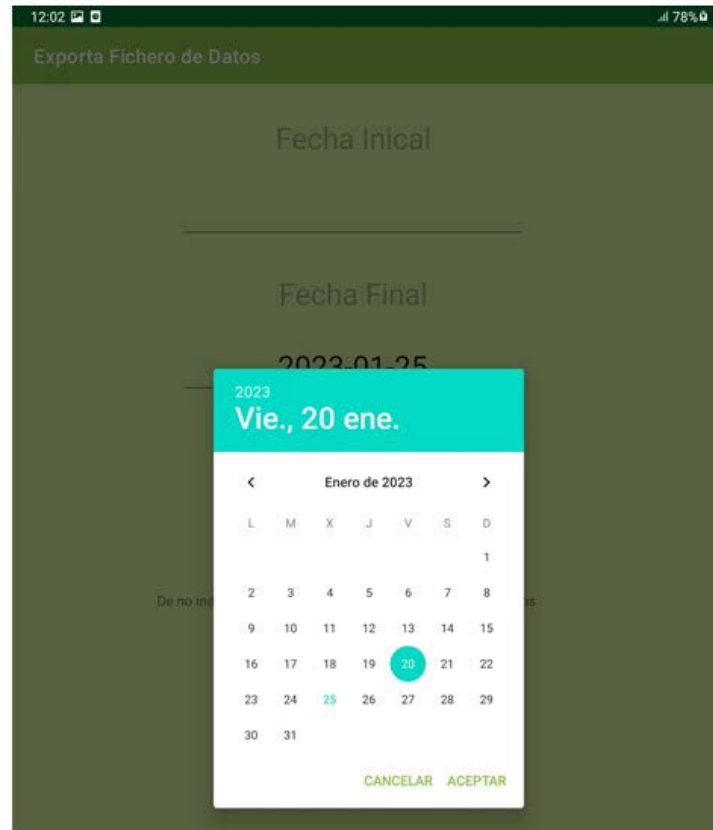 12:02 78%
Exporta Fichero de Datos
Fecha Inical
Fecha Final
2023-01-25
2023
Vie., 20 ene.
Enero de 2023
L M X J V S D
1
2 3 4 5 6 7 8
9 10 11 12 13 14 15
16 17 18 19 20 21 22
23 24 25 26 27 28 29
30 31
De no
CANCELAR ACEPTAR